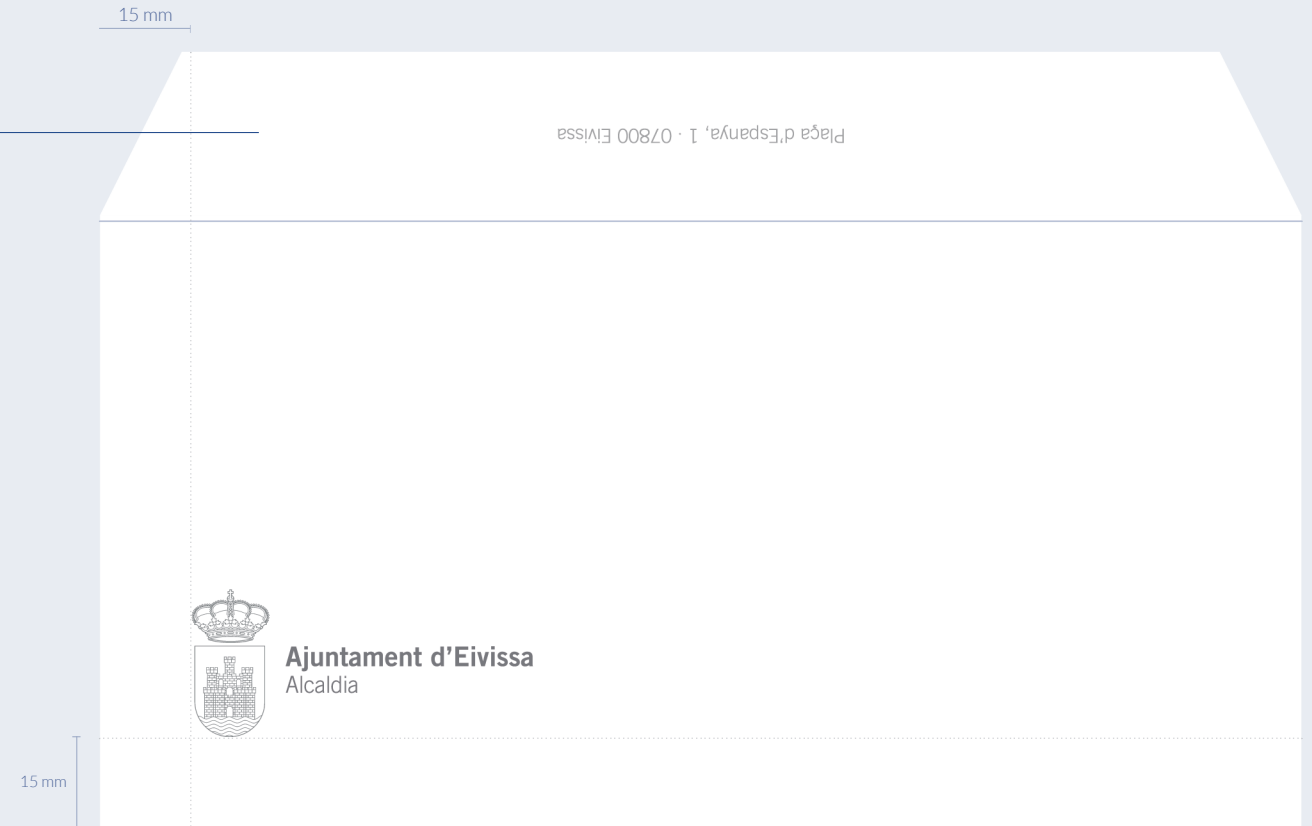 15 mm
Plaça d'Espanya, 1 · 07800 Eivissa
Ajuntament d’Eivissa
Alcaldia
15 mm